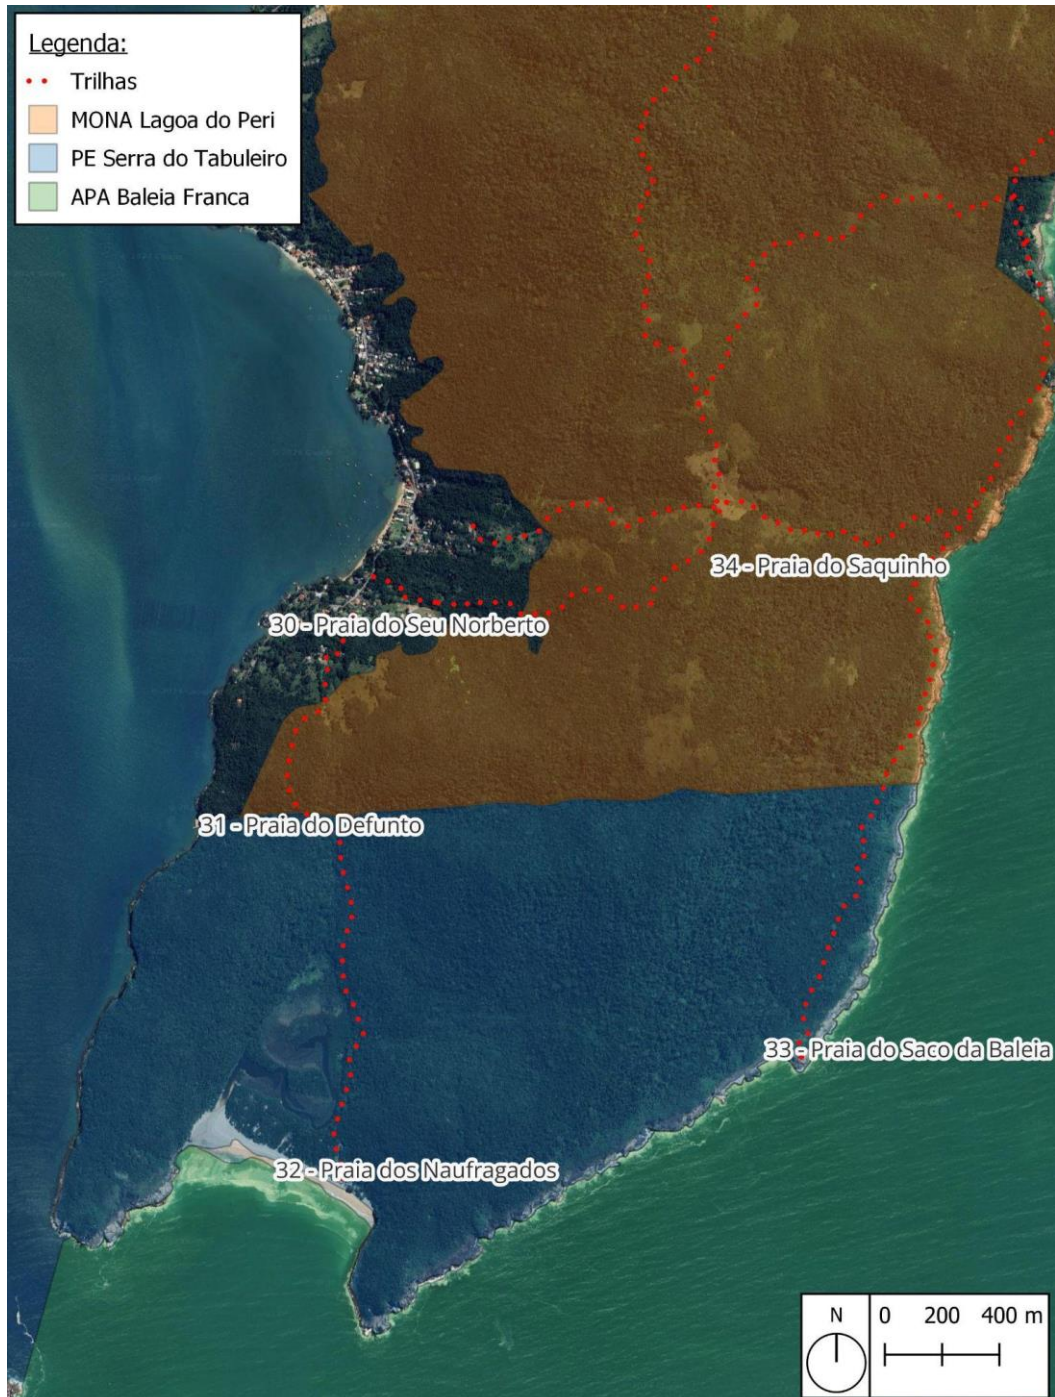 Legenda:
Trilhas
MONA Lagoa do Peri
PE Serra do Tabuleiro
APA Baleia Franca
34 - Praia do Saquinho
30 - Praia do Seu Norberto
31 - Praia do Defunto
33 - Praia do Saco da Baleia
32 - Praia dos Naufragados
N 0 200 400 m